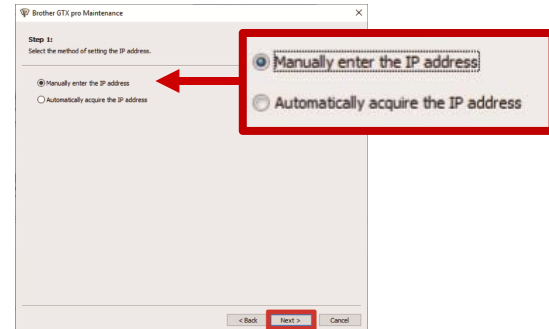 Brother GTX pro Maintenance
Step 1:
Select the method of setting the IP address.
Manually enter the IP address
Automatically acquire the IP address
Manually enter the IP address
Automatically acquire the IP address
< Back
Next >
Cancel